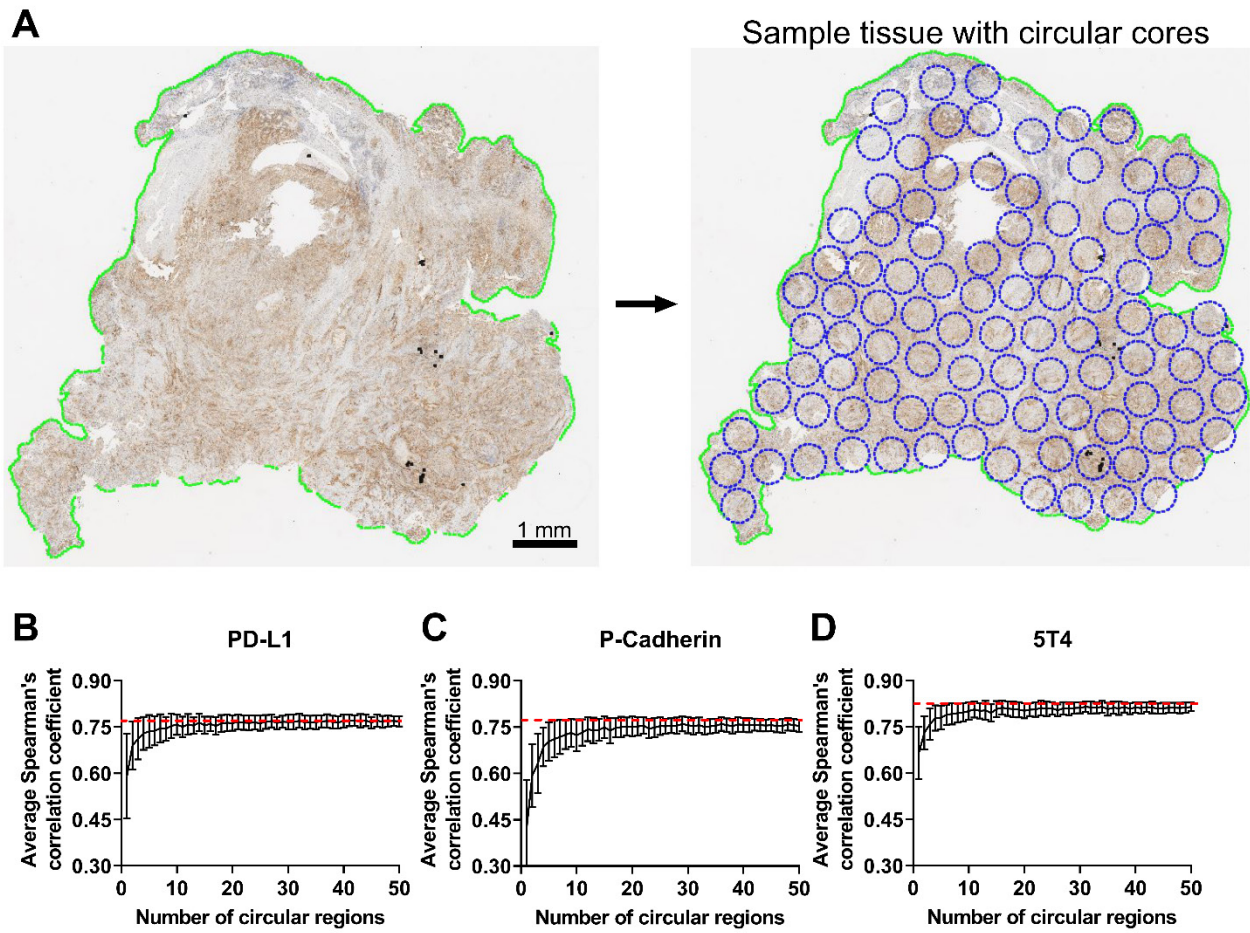 A
Sample tissue with circular cores
1 mm
B
PD-L1
Average Spearman's
correlation coefficient
0.90
0.75
0.60
0.45
0.30
0
10
20
30
40
50
Number of circular regions
C
P-Cadherin
Average Spearman's
correlation coefficient
0.90
0.75
0.60
0.45
0.30
0
10
20
30
40
50
Number of circular regions
D
5T4
Average Spearman's
correlation coefficient
0.90
0.75
0.60
0.45
0.30
0
10
20
30
40
50
Number of circular regions